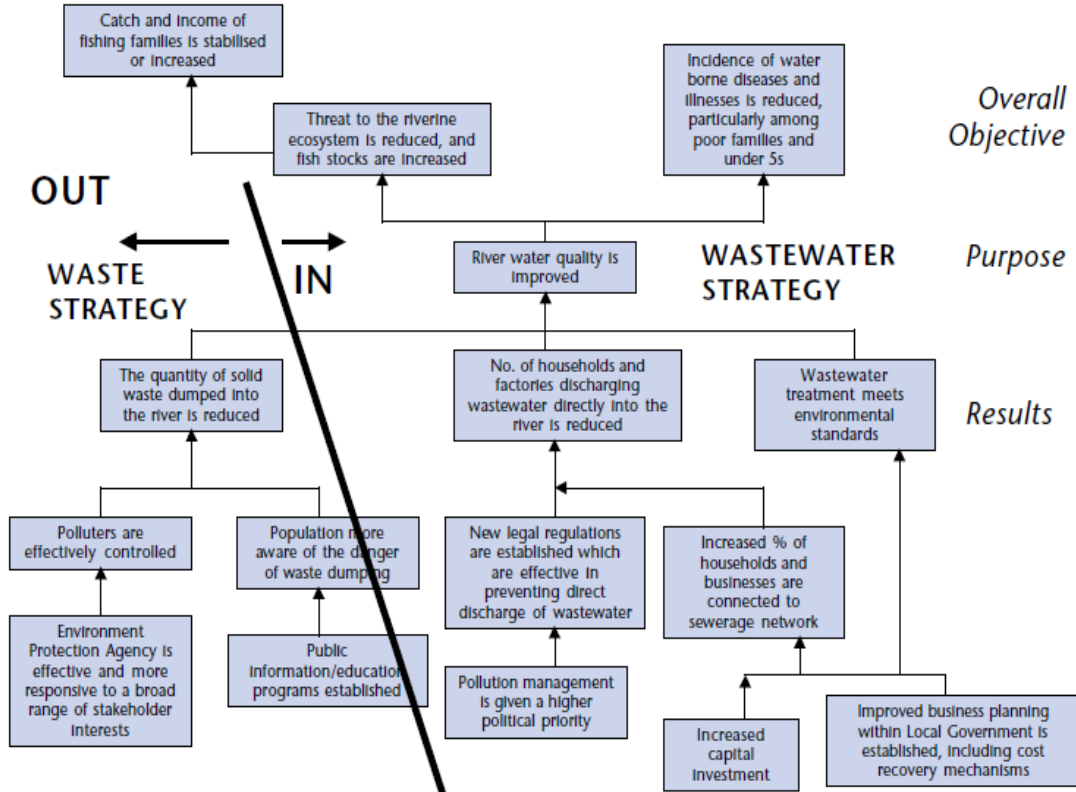 Catch and income of
fishing families is stabilised
or increased
Incidence of water
borne diseases and
illnesses is reduced,
particularly among
poor families and
under 5s
Overall
Objective
Threat to the riverine
ecosystem is reduced, and
fish stocks are increased
OUT
WASTE
STRATEGY
IN
River water quality is
improved
WASTEWATER
STRATEGY
Purpose
The quantity of solid
waste dumped into
the river is reduced
No. of households and
factories discharging
wastewater directly into the
river is reduced
Wastewater
treatment meets
environmental
standards
Results
Polluters are
effectively controlled
Population more
aware of the danger
of waste dumping
New legal regulations
are established which
are effective in
preventing direct
discharge of wastewater
Increased % of
households and
businesses are
connected to
sewerage network
Environment
Protection Agency is
effective and more
responsive to a broad
range of stakeholder
interests
Public
information/education
programs established
Pollution management
is given a higher
political priority
Increased
capital
investment
Improved business planning
within Local Government is
established, including cost
recovery mechanisms